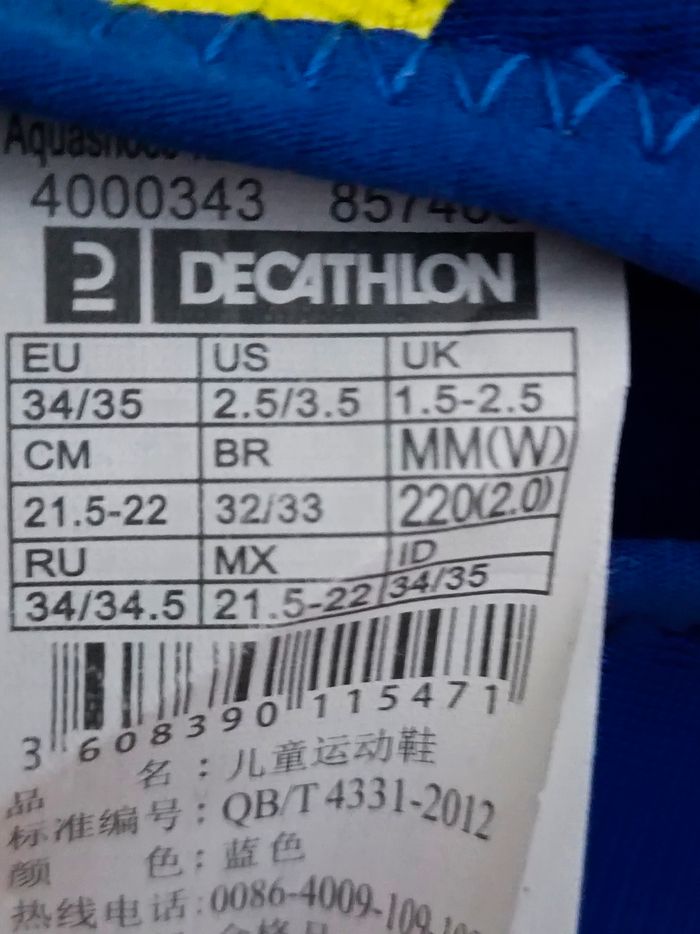 4000343
DECATHLON
EU US UK
34/35 2.5/3.5 1.5-2.5
CM BR MM(W)
21.5-22 32/33 220(2.0)
RU MX ID
34/34.5 21.5-22 34/35
3 608390 115471
品名：儿童运动鞋
标准编号：QB/T 4331-2012
颜色：蓝色
热线电话:0086-4009-109